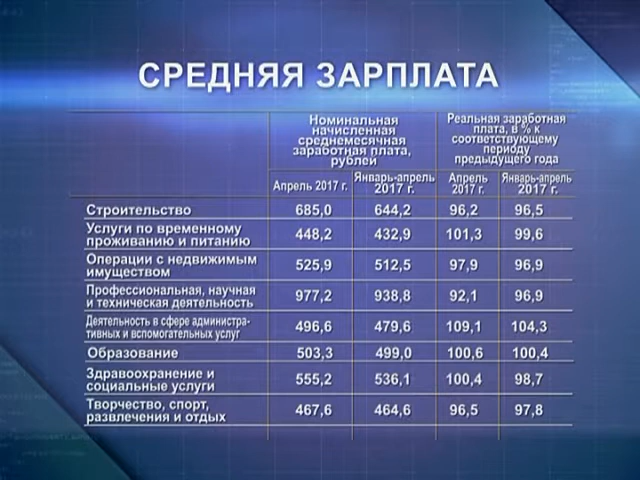 СРЕДНЯЯ ЗАРПЛАТА
Номинальная
начисленная
среднемесячная
заработная плата,
рублей
Реальная заработная
плата, в % к
соответствующему
периоду
предыдущего года
Апрель 2017 г.
Январь-апрель
2017 г.
Апрель
2017 г.
Январь-апрель
2017 г.
Строительство 685,0 644,2 96,2 96,5
Услуги по временному
проживанию и питанию 448,2 432,9 101,3 99,6
Операции с недвижимым
имуществом 525,9 512,5 97,9 96,9
Профессиональная, научная
и техническая деятельность 977,2 938,8 92,1 96,9
Деятельность в сфере администра-
тивных и вспомогательных услуг 496,6 479,6 109,1 104,3
Образование 503,3 499,0 100,6 100,4
Здравоохранение и
социальные услуги 555,2 536,1 100,4 98,7
Творчество, спорт,
развлечения и отдых 467,6 464,6 96,5 97,8